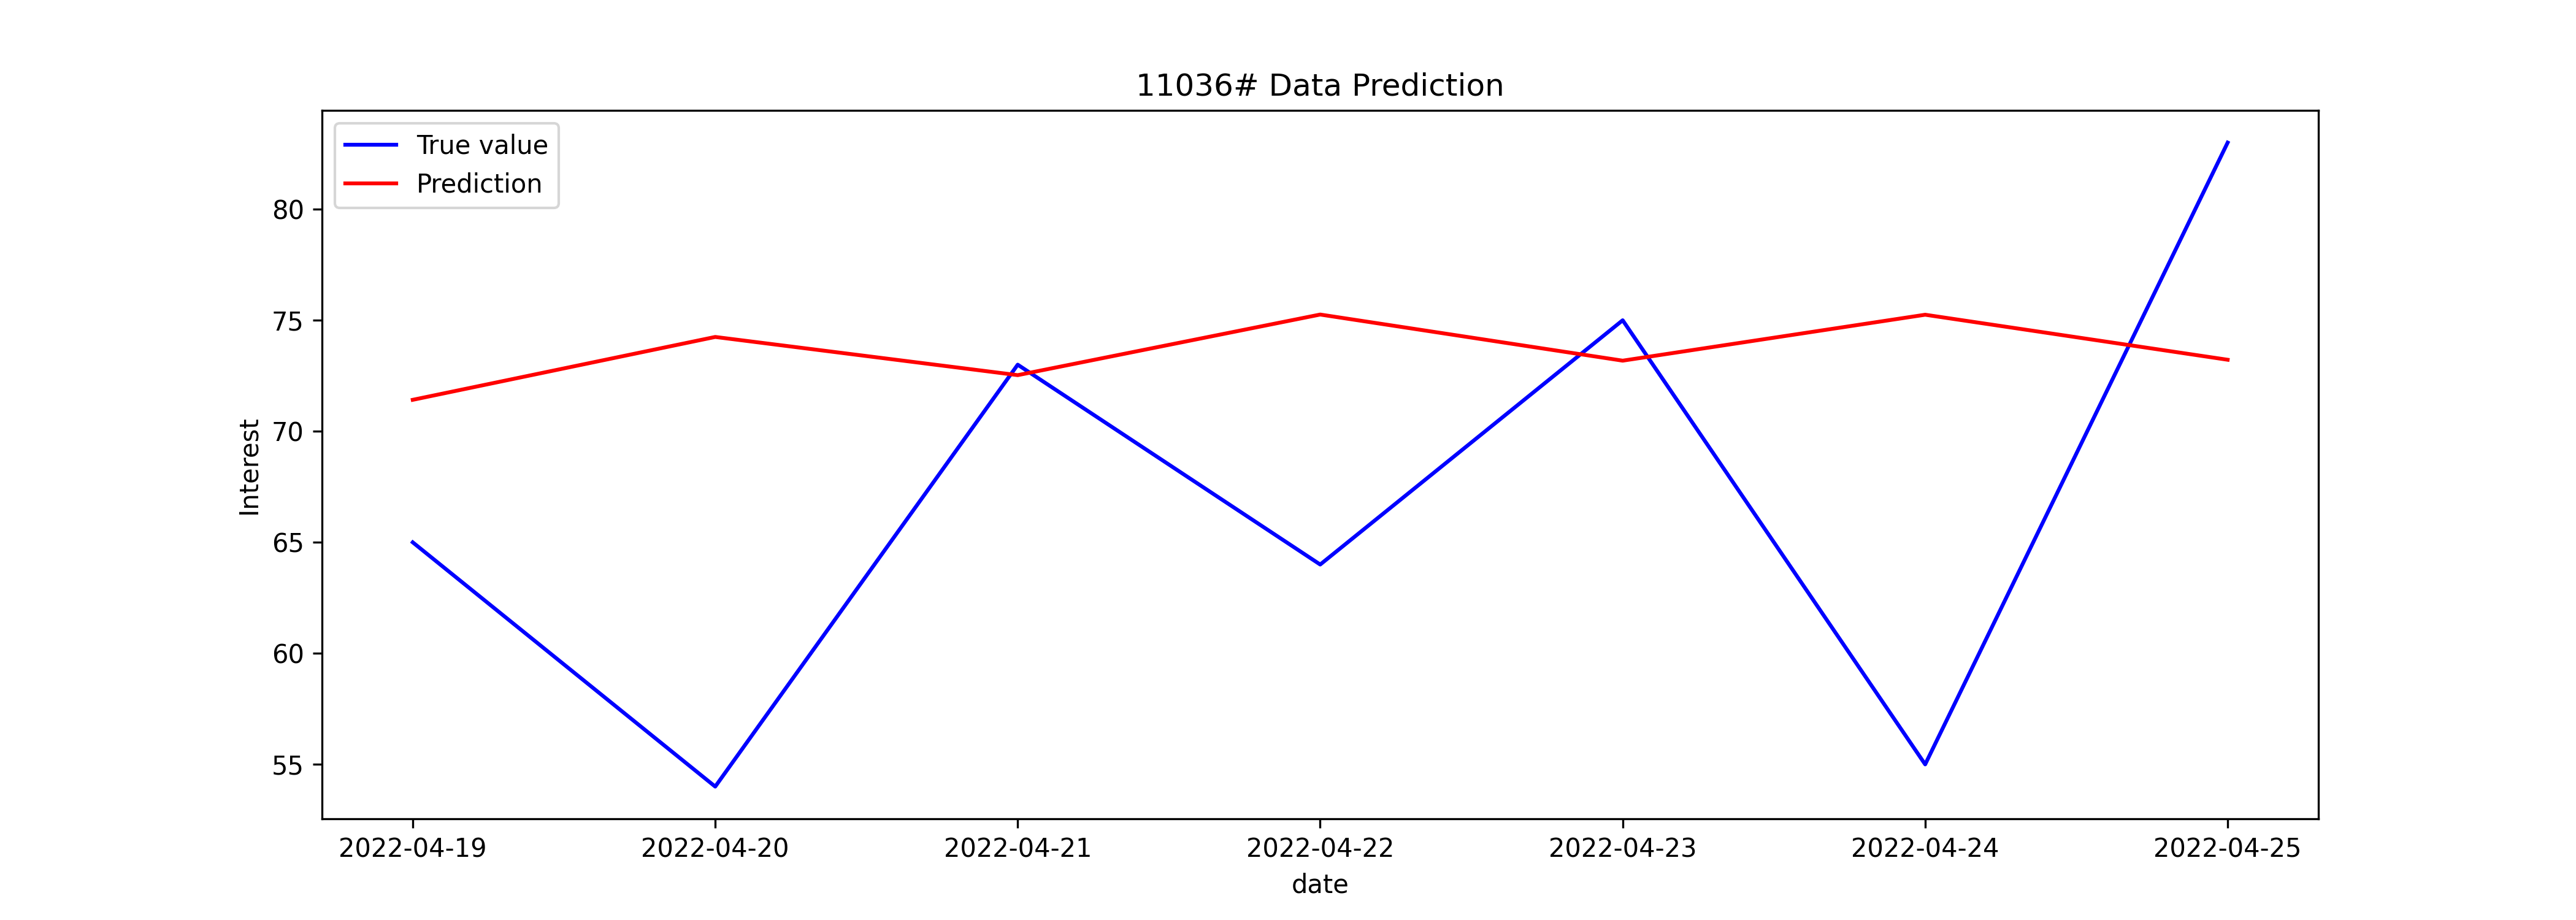 11036# Data Prediction
True value
Prediction
80
75
70
65
60
55
Interest
2022-04-19
2022-04-20
2022-04-21
2022-04-22
2022-04-23
2022-04-24
2022-04-25
date